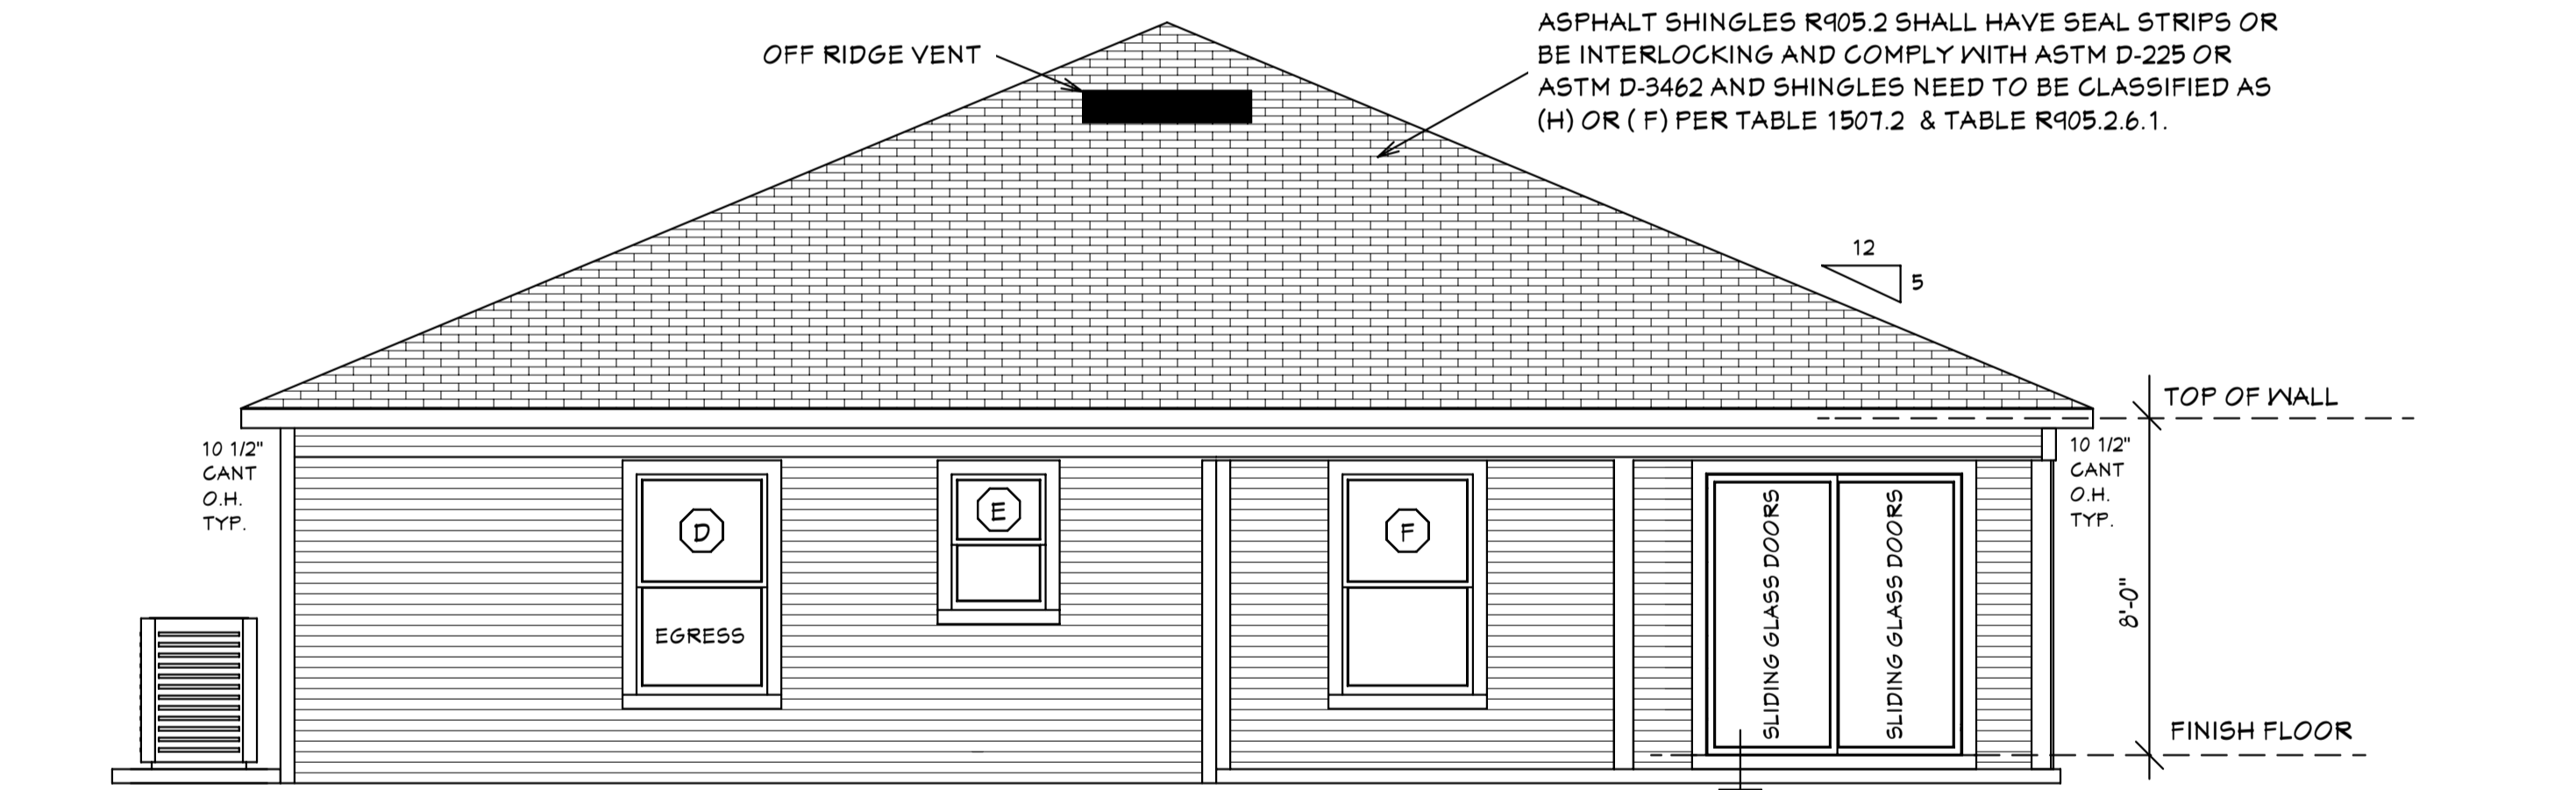 OFF RIDGE VENT
ASPHALT SHINGLES R905.2 SHALL HAVE SEAL STRIPS OR
BE INTERLOCKING AND COMPLY WITH ASTM D-225 OR
ASTM D-3462 AND SHINGLES NEED TO BE CLASSIFIED AS
(H) OR ( F) PER TABLE 1507.2 & TABLE R905.2.6.1.
12
5
TOP OF WALL
10 1/2"
CANT
O.H.
TYP.
10 1/2"
CANT
O.H.
TYP.
D
E
F
EGRESS
SLIDING GLASS DOORS
SLIDING GLASS DOORS
8'-0"
FINISH FLOOR